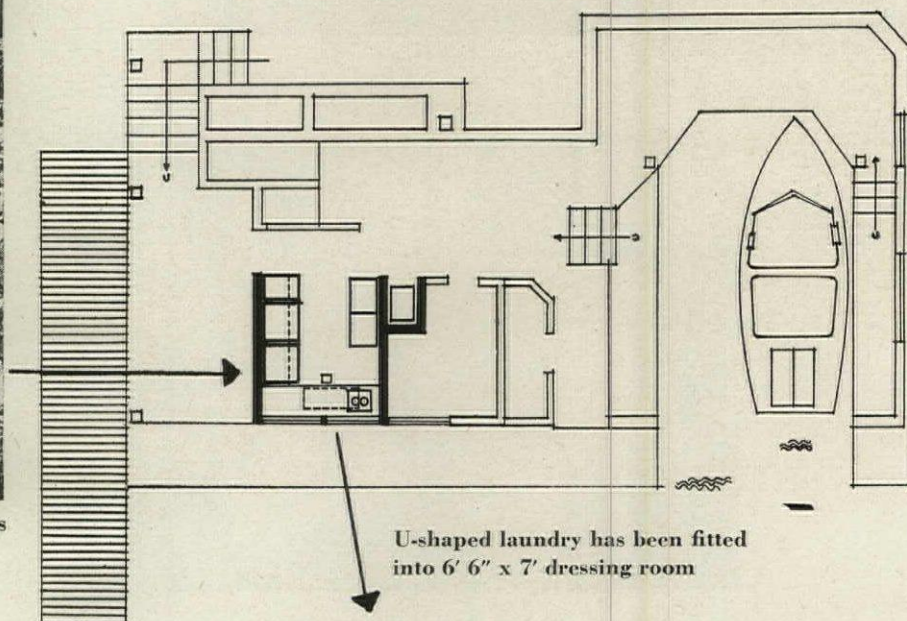 s
U-shaped laundry has been fitted
into 6′ 6″ x 7′ dressing room